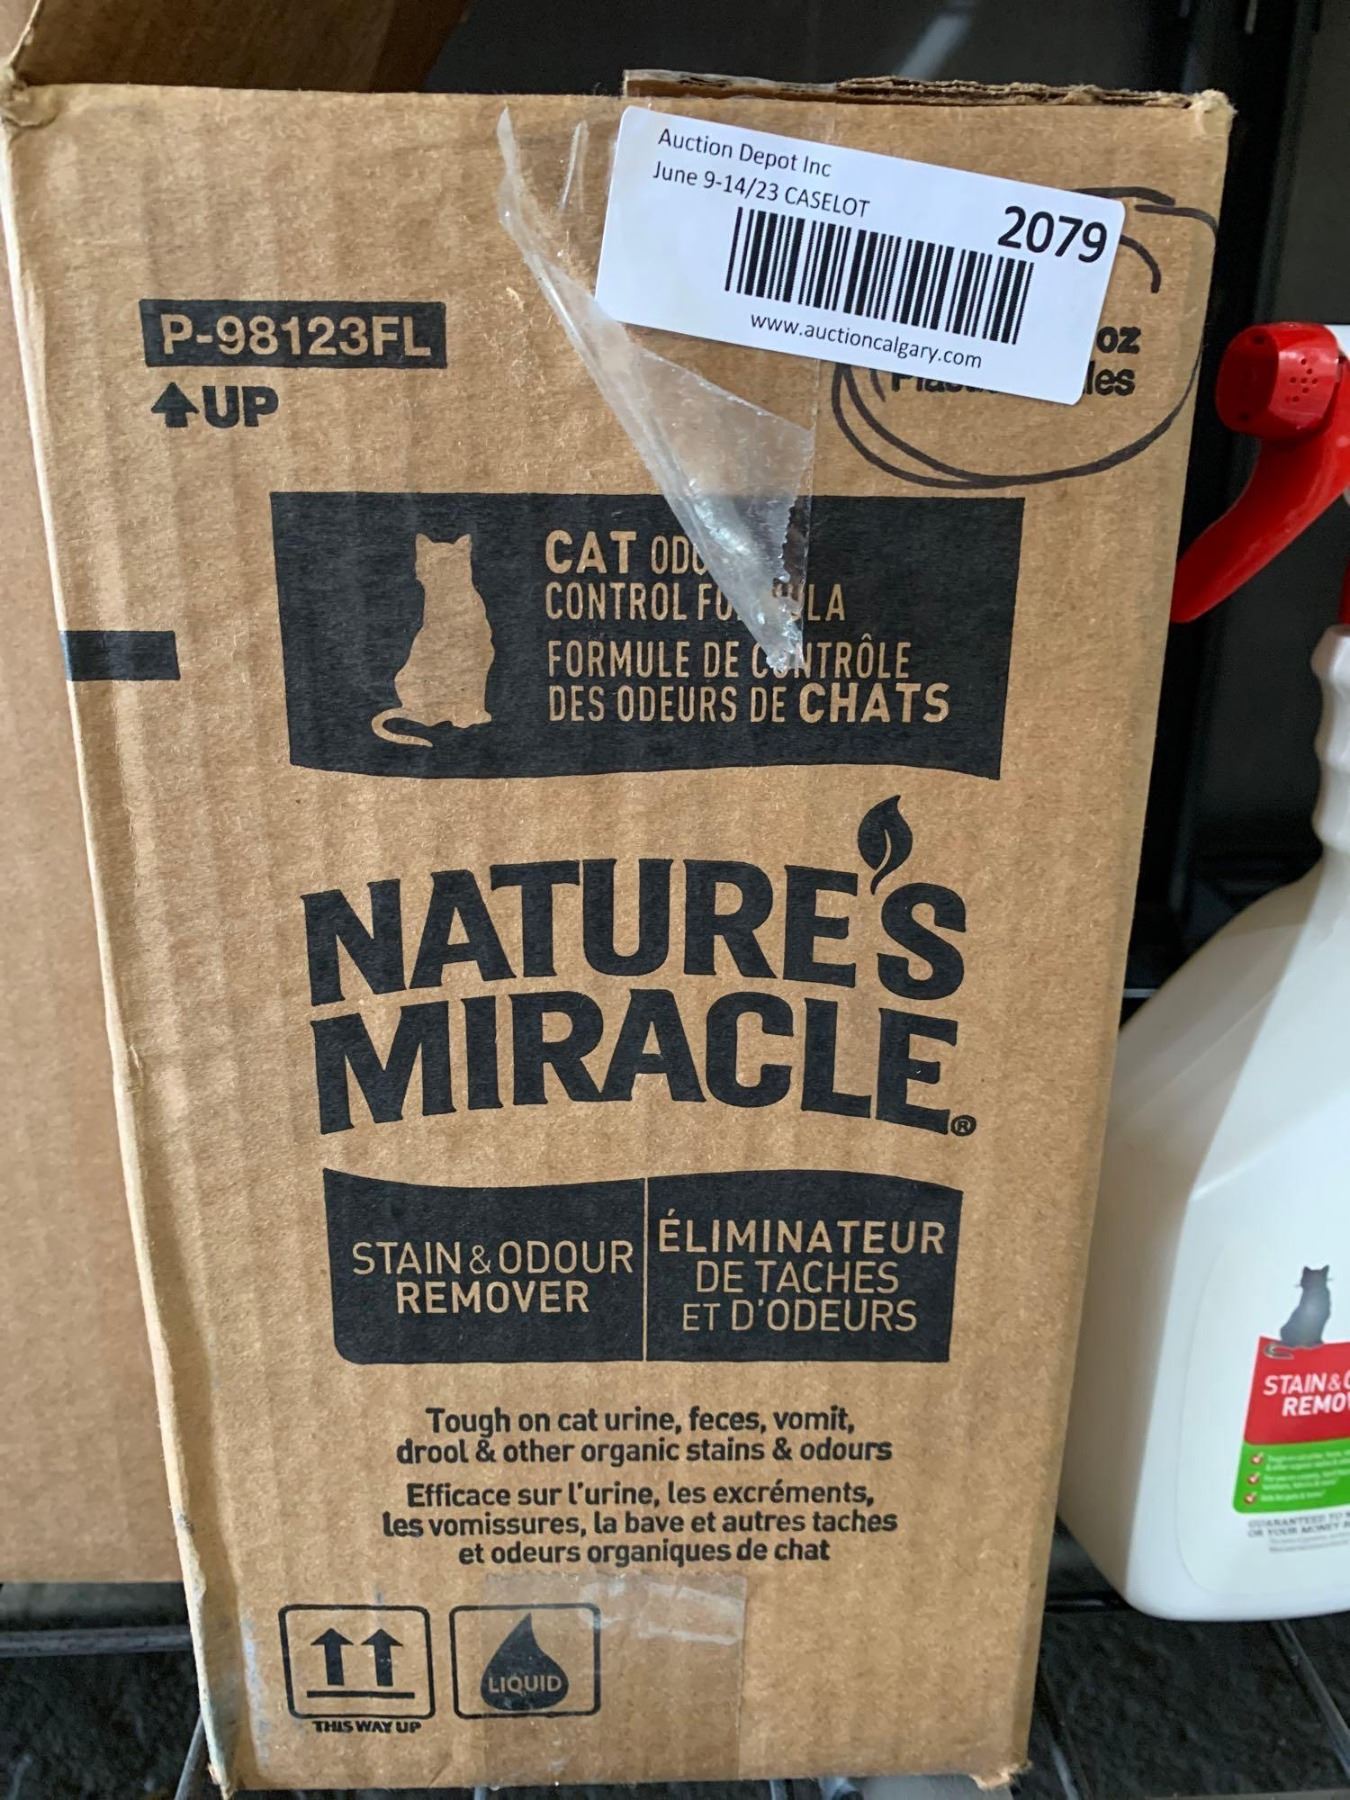 Auction Depot Inc
June 9-14/23 CASELOT
2079
www.auctioncalgary.com
oz
P-98123FL
UP
CAT
CONTROL
FORMULE DE CONTRÔLE
DES ODEURS DE CHATS
NATURE'S
MIRACLE®
STAIN & ODOUR
REMOVER
ÉLIMINATEUR
DE TACHES
ET D'ODEURS
Tough on cat urine, feces, vomit,
drool & other organic stains & odours
Efficace sur l'urine, les excréments,
les vomissures, la bave et autres taches
et odeurs organiques de chat
THIS WAY UP
LIQUID
STAIN &